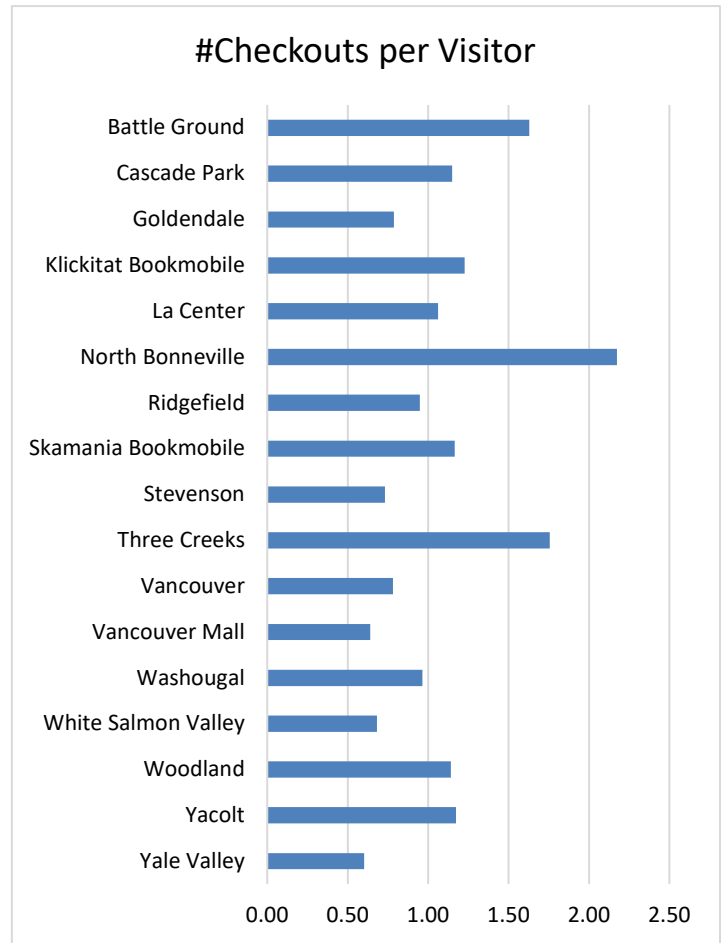 #Checkouts per Visitor
Battle Ground
Cascade Park
Goldendale
Klickitat Bookmobile
La Center
North Bonneville
Ridgefield
Skamania Bookmobile
Stevenson
Three Creeks
Vancouver
Vancouver Mall
Washougal
White Salmon Valley
Woodland
Yacolt
Yale Valley
0.00 0.50 1.00 1.50 2.00 2.50